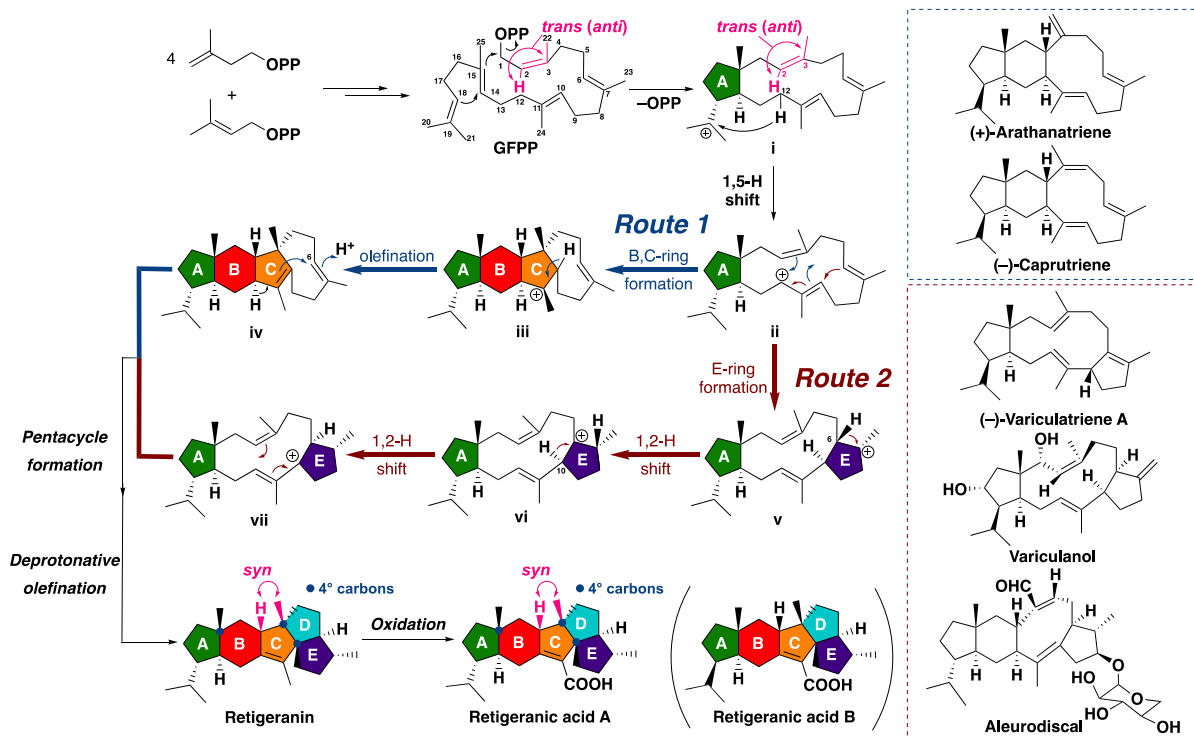 4
OPP
+
OPP
OPP
trans (anti)
H
1
2
3
4
5
6
7
8
9
10
11
12
13
14
15
16
17
18
19
20
21
22
23
24
25
GFPP
–OPP
trans (anti)
A
H
2
3
12
H
H
i
1,5-H
shift
(+)-Arathanatriene
H
H
H
(–)-Caprutriene
H
H
H
Route 1
olefination
B,C-ring
formation
A
B
C
H
H
H
6
H+
iv
A
B
C
H
H
H
H
iii
A
H
ii
E-ring
formation
Route 2
(–)-Variculatriene A
H
H
1,2-H
shift
1,2-H
shift
A
E
H
H
vii
A
E
H
H
H
10
H
vi
A
E
H
6
H
H
v
Pentacycle
formation
Deprotonative
olefination
OH
HO
H
H
H
H
Variculanol
syn
4° carbons
A
B
C
D
E
H
H
H
Retigeranin
Oxidation
syn
4° carbons
A
B
C
D
E
H
H
H
COOH
Retigeranic acid A
A
B
C
D
E
H
H
H
COOH
Retigeranic acid B
OHC
H
H
H
H
O
HO
O
HO
OH
Aleurodiscal